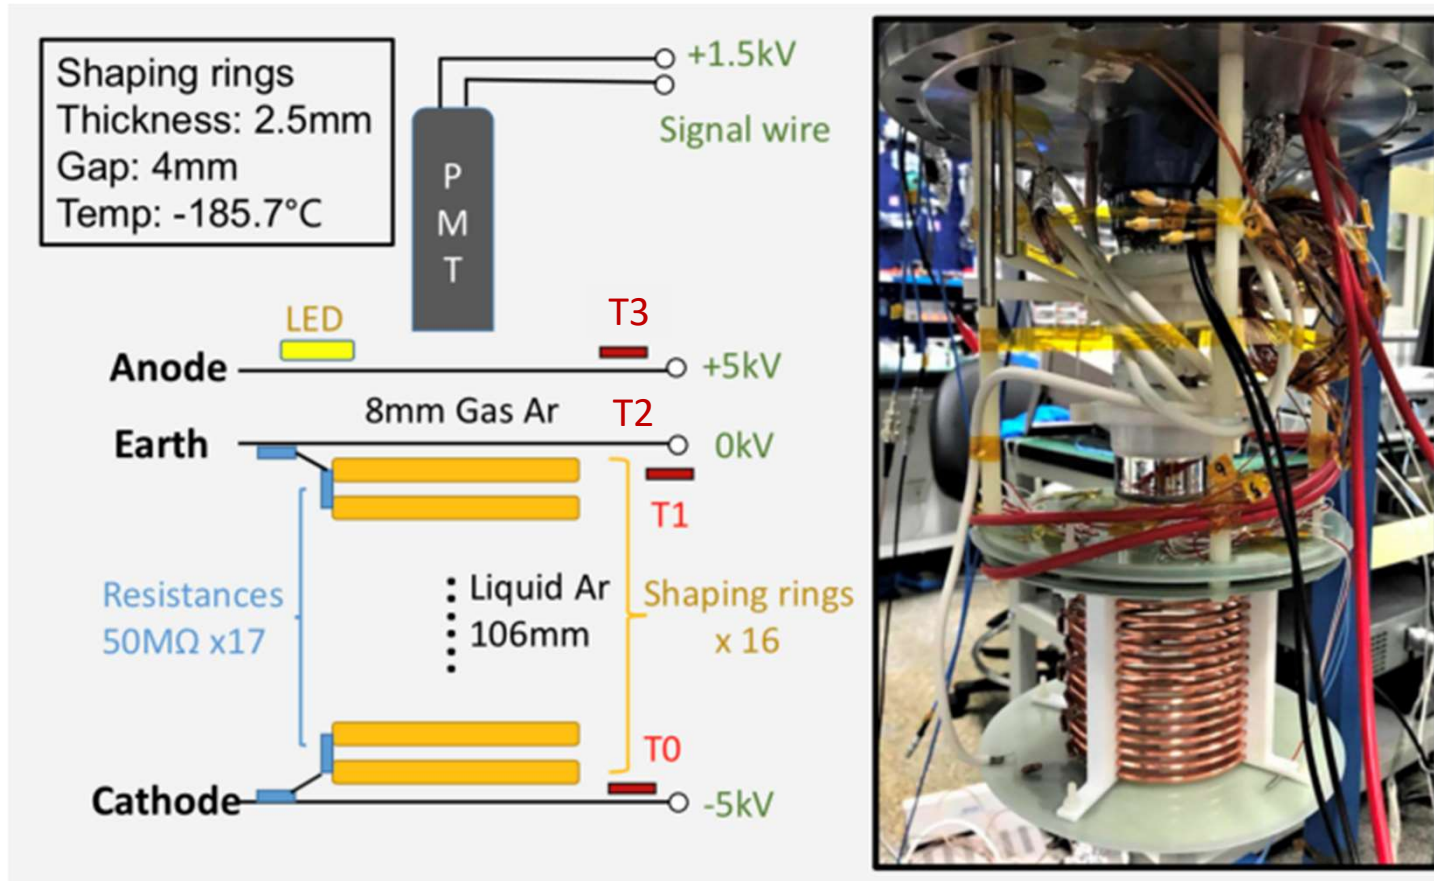 Shaping rings
Thickness: 2.5mm
Gap: 4mm
Temp: -185.7°C
+1.5kV
Signal wire
P
M
T
LED
T3
Anode
+5kV
8mm Gas Ar
T2
Earth
0kV
T1
Resistances
50MΩ x17
Liquid Ar
106mm
Shaping rings
x 16
T0
Cathode
-5kV